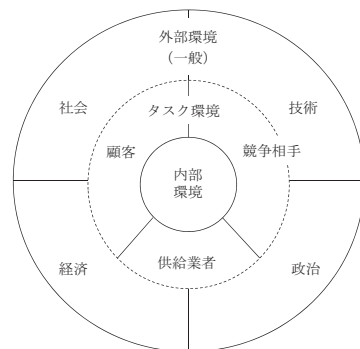 外部環境
（一般）
社会
タスク環境
技術
顧客
競争相手
内部
環境
供給業者
経済
政治